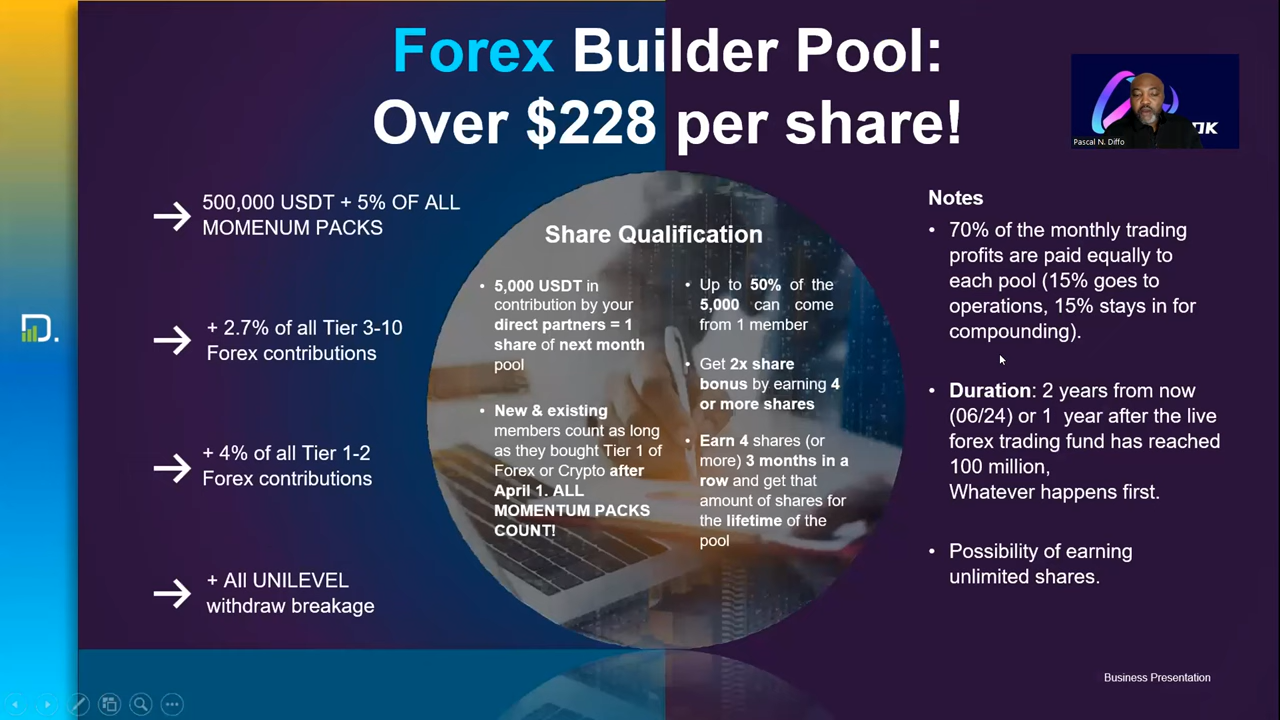 Forex Builder Pool:
Over $228 per share!
Pascal N. Diffo
OK
500,000 USDT + 5% OF ALL
MOMENUM PACKS
+ 2.7% of all Tier 3-10
Forex contributions
+ 4% of all Tier 1-2
Forex contributions
+ All UNILEVEL
withdraw breakage
Share Qualification
• 5,000 USDT in
contribution by your
direct partners = 1
share of next month
pool
• New & existing
members count as long
as they bought Tier 1 of
Forex or Crypto after
April 1. ALL
MOMENTUM PACKS
COUNT!
• Up to 50% of the
5,000 can come
from 1 member
• Get 2x share
bonus by earning 4
or more shares
• Earn 4 shares (or
more) 3 months in a
row and get that
amount of shares for
the lifetime of the
pool
Notes
• 70% of the monthly trading
profits are paid equally to
each pool (15% goes to
operations, 15% stays in for
compounding).
• Duration: 2 years from now
(06/24) or 1 year after the live
forex trading fund has reached
100 million,
Whatever happens first.
• Possibility of earning
unlimited shares.
D.
Business Presentation